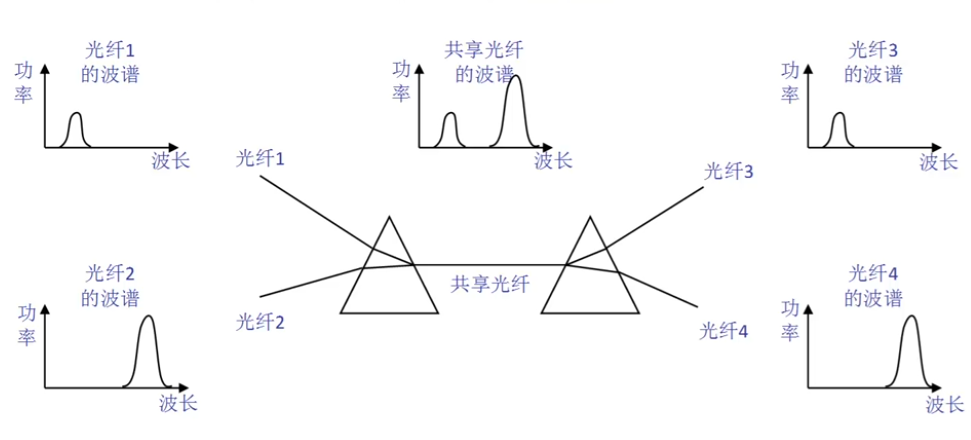 光纤1
的波谱
功
率
波长
共享光纤
的波谱
功
率
波长
光纤3
的波谱
功
率
波长
光纤1
光纤3
共享光纤
光纤2
光纤4
光纤2
的波谱
功
率
波长
光纤4
的波谱
功
率
波长